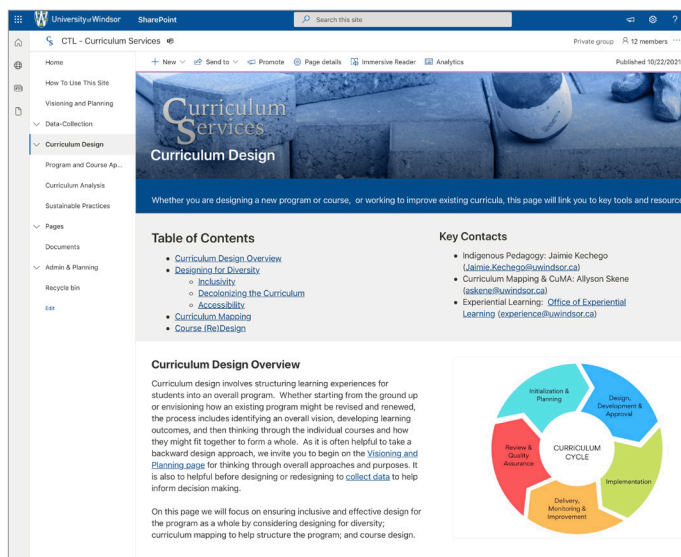 University of Windsor
SharePoint
Search this site
?
CTL - Curriculum Services
Private group
12 members
Home
How To Use This Site
Visioning and Planning
Data-Collection
Curriculum Design
Program and Course Ap...
Curriculum Analysis
Sustainable Practices
Pages
Documents
Admin & Planning
Recycle bin
Edit
New
Send to
Promote
Page details
Immersive Reader
Analytics
Published 10/22/2021
Curriculum
Services
Curriculum Design
Whether you are designing a new program or course, or working to improve existing curricula, this page will link you to key tools and resource
Table of Contents
Curriculum Design Overview
Designing for Diversity
Inclusivity
Decolonizing the Curriculum
Accessibility
Curriculum Mapping
Course (Re)Design
Key Contacts
Indigenous Pedagogy: Jaimie Kechego
(Jaimie.Kechego@uwindsor.ca)
Curriculum Mapping & CuMA: Allyson Skene
(askene@uwindsor.ca)
Experiential Learning: Office of Experiential
Learning (experience@uwindsor.ca)
Curriculum Design Overview
Curriculum design involves structuring learning experiences for
students into an overall program. Whether starting from the ground up
or envisioning how an existing program might be revised and renewed,
the process includes identifying an overall vision, developing learning
outcomes, and then thinking through the individual courses and how
they might fit together to form a whole. As it is often helpful to take a
backward design approach, we invite you to begin on the Visioning and
Planning page for thinking through overall approaches and purposes. It
is also to helpful before designing or redesigning to collect data to help
inform decision making.
On this page we will focus on ensuring inclusive and effective design for
the program as a whole by considering designing for diversity;
curriculum mapping to help structure the program; and course design.
Initialization &
Planning
Design,
Development &
Approval
Review &
Quality
Assurance
CURRICULUM
CYCLE
Implementation
Delivery,
Monitoring &
Improvement